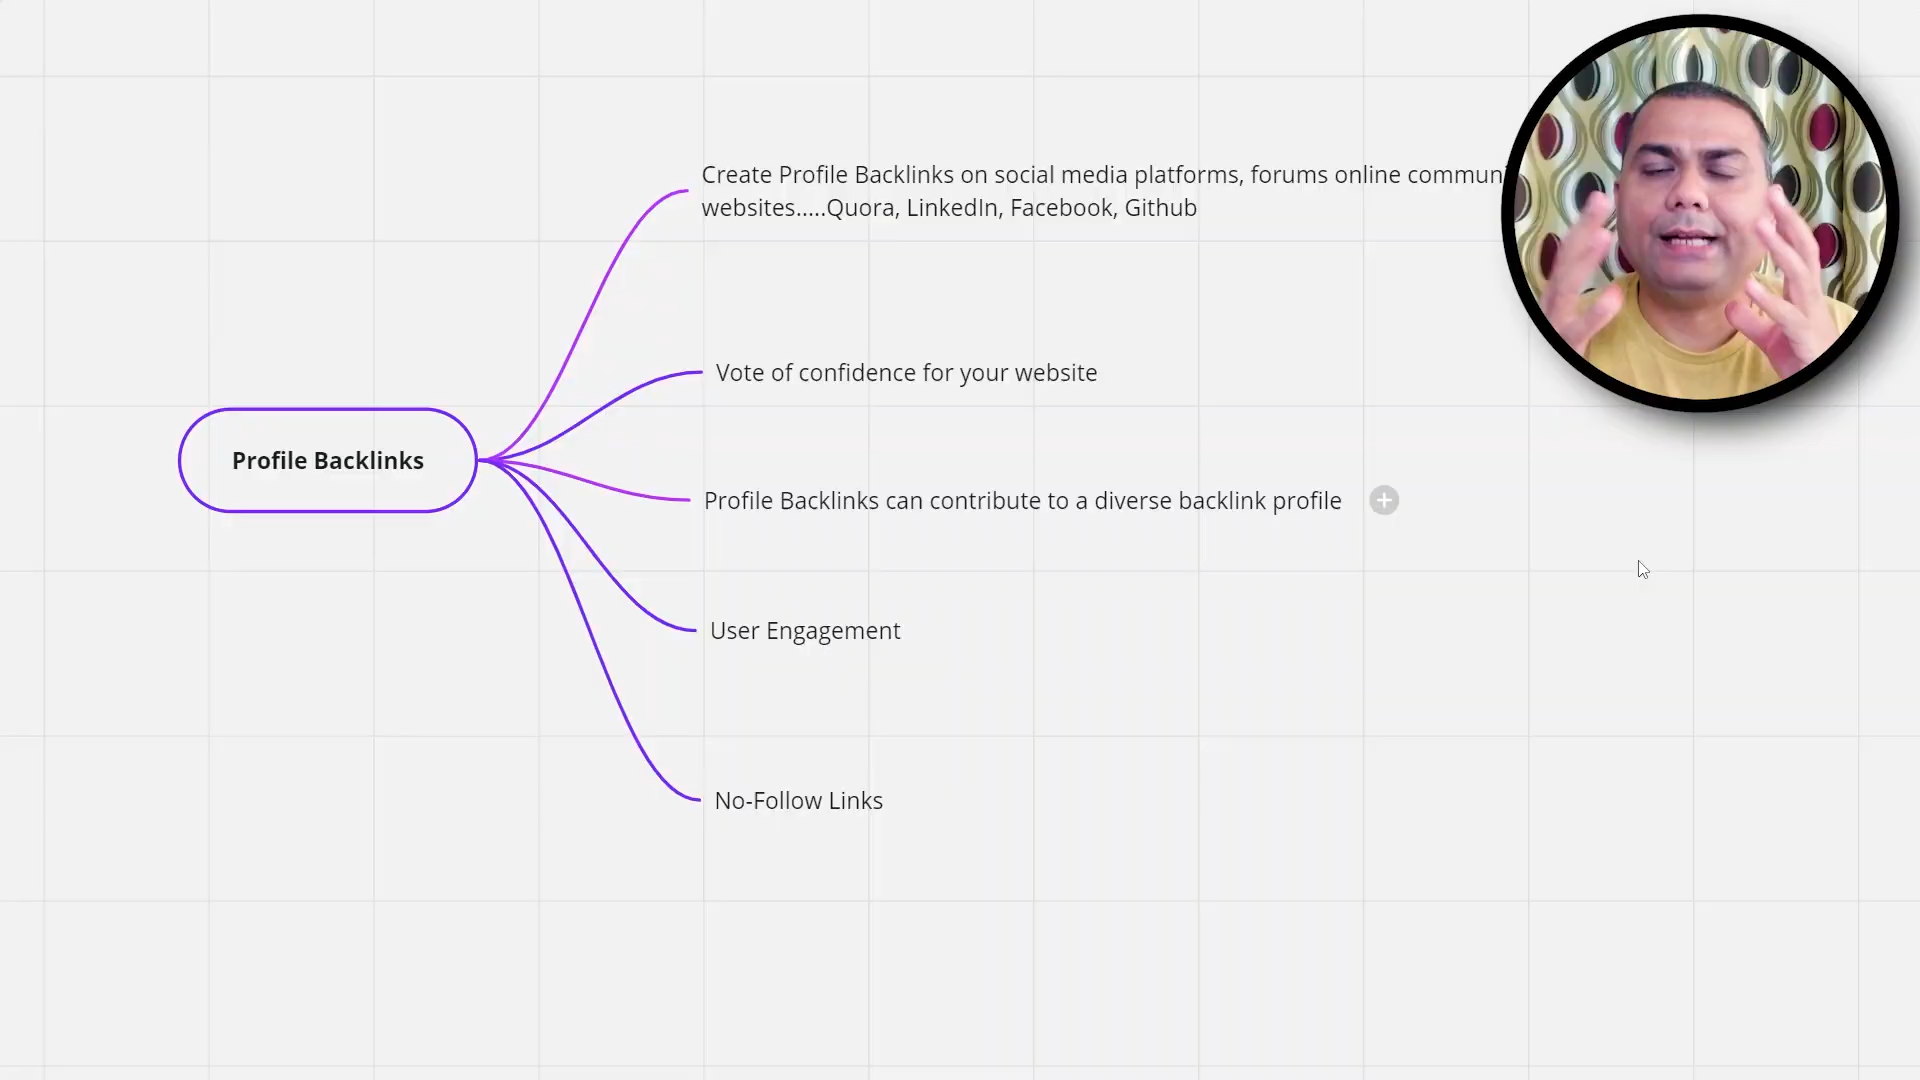 Create Profile Backlinks on social media platforms, forums online
websites.....Quora, LinkedIn, Facebook, Github
Vote of confidence for your website
Profile Backlinks
Profile Backlinks can contribute to a diverse backlink profile
User Engagement
No-Follow Links